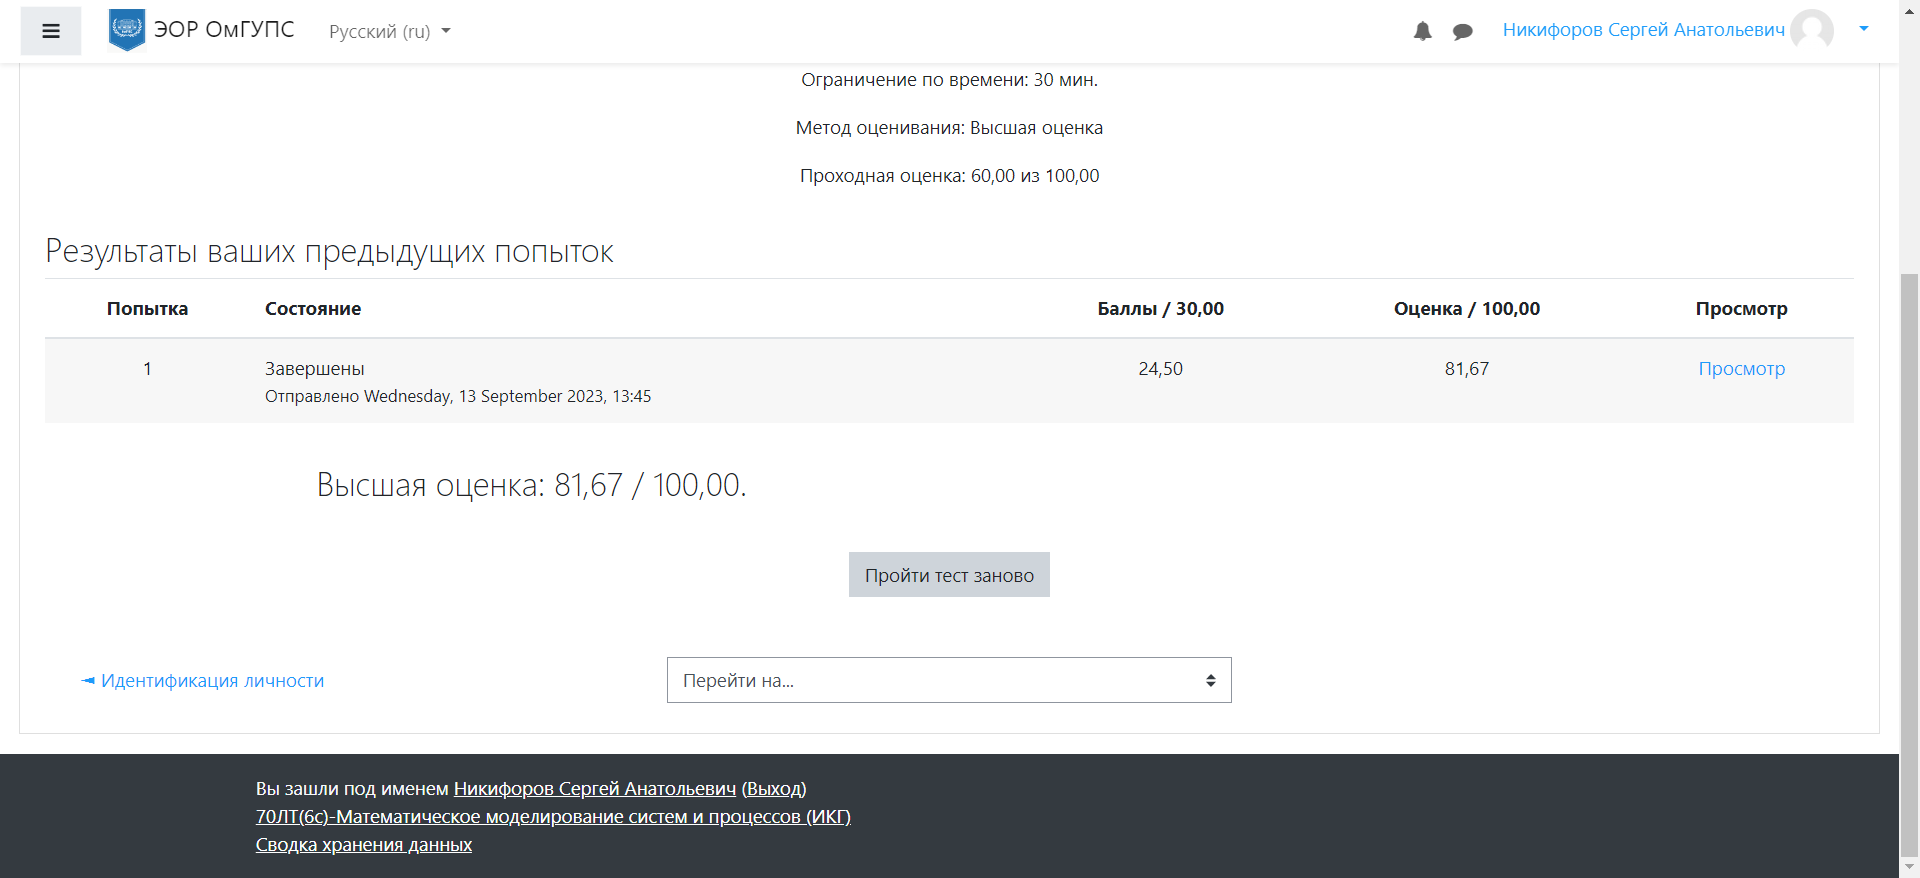 ЭОР ОмГУПС
Русский (ru)
Никифоров Сергей Анатольевич
Ограничение по времени: 30 мин.
Метод оценивания: Высшая оценка
Проходная оценка: 60,00 из 100,00
Результаты ваших предыдущих попыток
Попытка Состояние Баллы / 30,00 Оценка / 100,00 Просмотр
1 Завершены 24,50 81,67 Просмотр
Отправлено Wednesday, 13 September 2023, 13:45
Высшая оценка: 81,67 / 100,00.
Пройти тест заново
◄ Идентификация личности
Перейти на...
Вы зашли под именем Никифоров Сергей Анатольевич (Выход)
70ЛТ(6с)-Математическое моделирование систем и процессов (ИКГ)
Сводка хранения данных